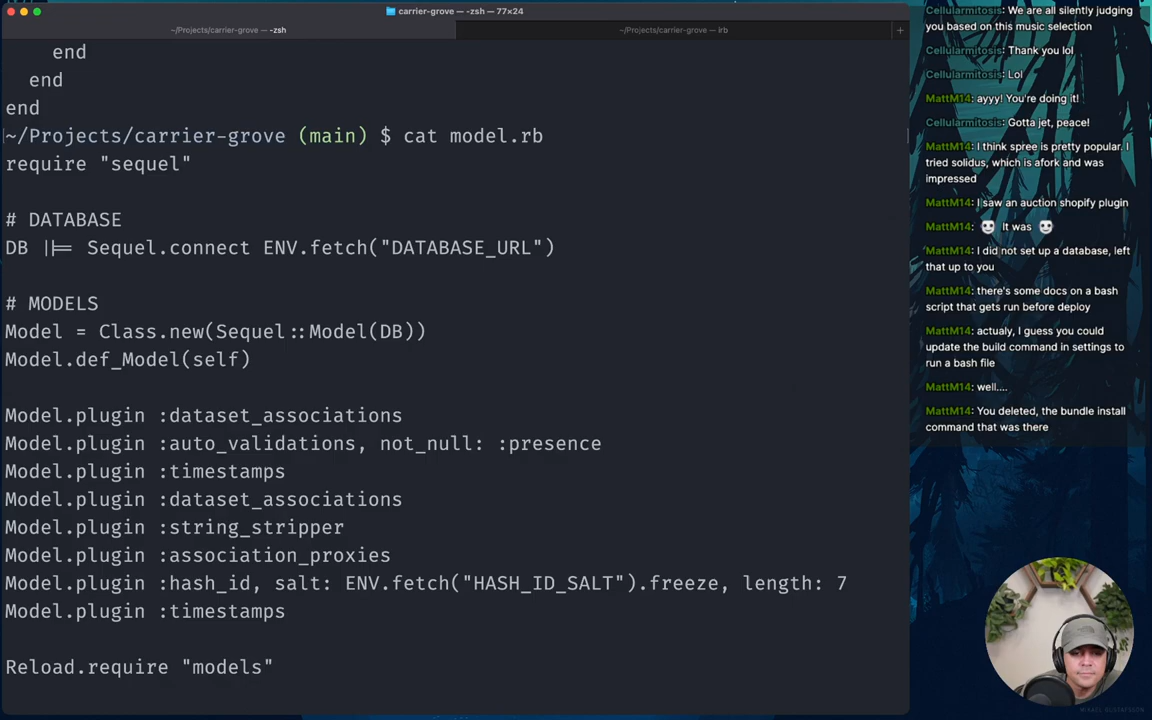 carrier-grove — -zsh — 77×24
~/Projects/carrier-grove — -zsh
~/Projects/carrier-grove — irb
+
end
end
end
~/Projects/carrier-grove (main) $ cat model.rb
require "sequel"
# DATABASE
DB ||= Sequel.connect ENV.fetch("DATABASE_URL")
# MODELS
Model = Class.new(Sequel::Model(DB))
Model.def_Model(self)
Model.plugin :dataset_associations
Model.plugin :auto_validations, not_null: :presence
Model.plugin :timestamps
Model.plugin :dataset_associations
Model.plugin :string_stripper
Model.plugin :association_proxies
Model.plugin :hash_id, salt: ENV.fetch("HASH_ID_SALT").freeze, length: 7
Model.plugin :timestamps
Reload.require "models"
Cellularmitosis: We are all silently judging
you based on this music selection
Cellularmitosis: Thank you lol
Cellularmitosis: Lol
MattM14: ayyy! You're doing it!
Cellularmitosis: Gotta jet, peace!
MattM14: I think spree is pretty popular. I
tried solidus, which is afork and was
impressed
MattM14: I saw an auction shopify plugin
MattM14: It was
MattM14: I did not set up a database, left
that up to you
MattM14: there's some docs on a bash
script that gets run before deploy
MattM14: actualy, I guess you could
update the build command in settings to
run a bash file
MattM14: well....
MattM14: You deleted, the bundle install
command that was there
MIKAEL GUSTAFSSON